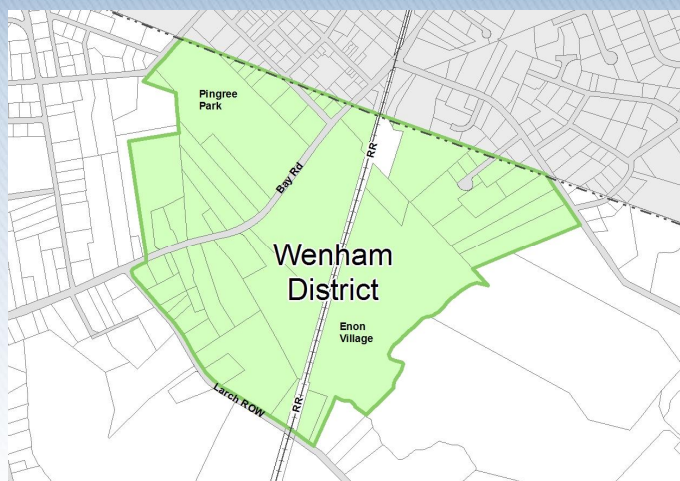 Pingree
Park
RR
Bay Rd
Wenham
District
Enon
Village
Larch ROW
RR